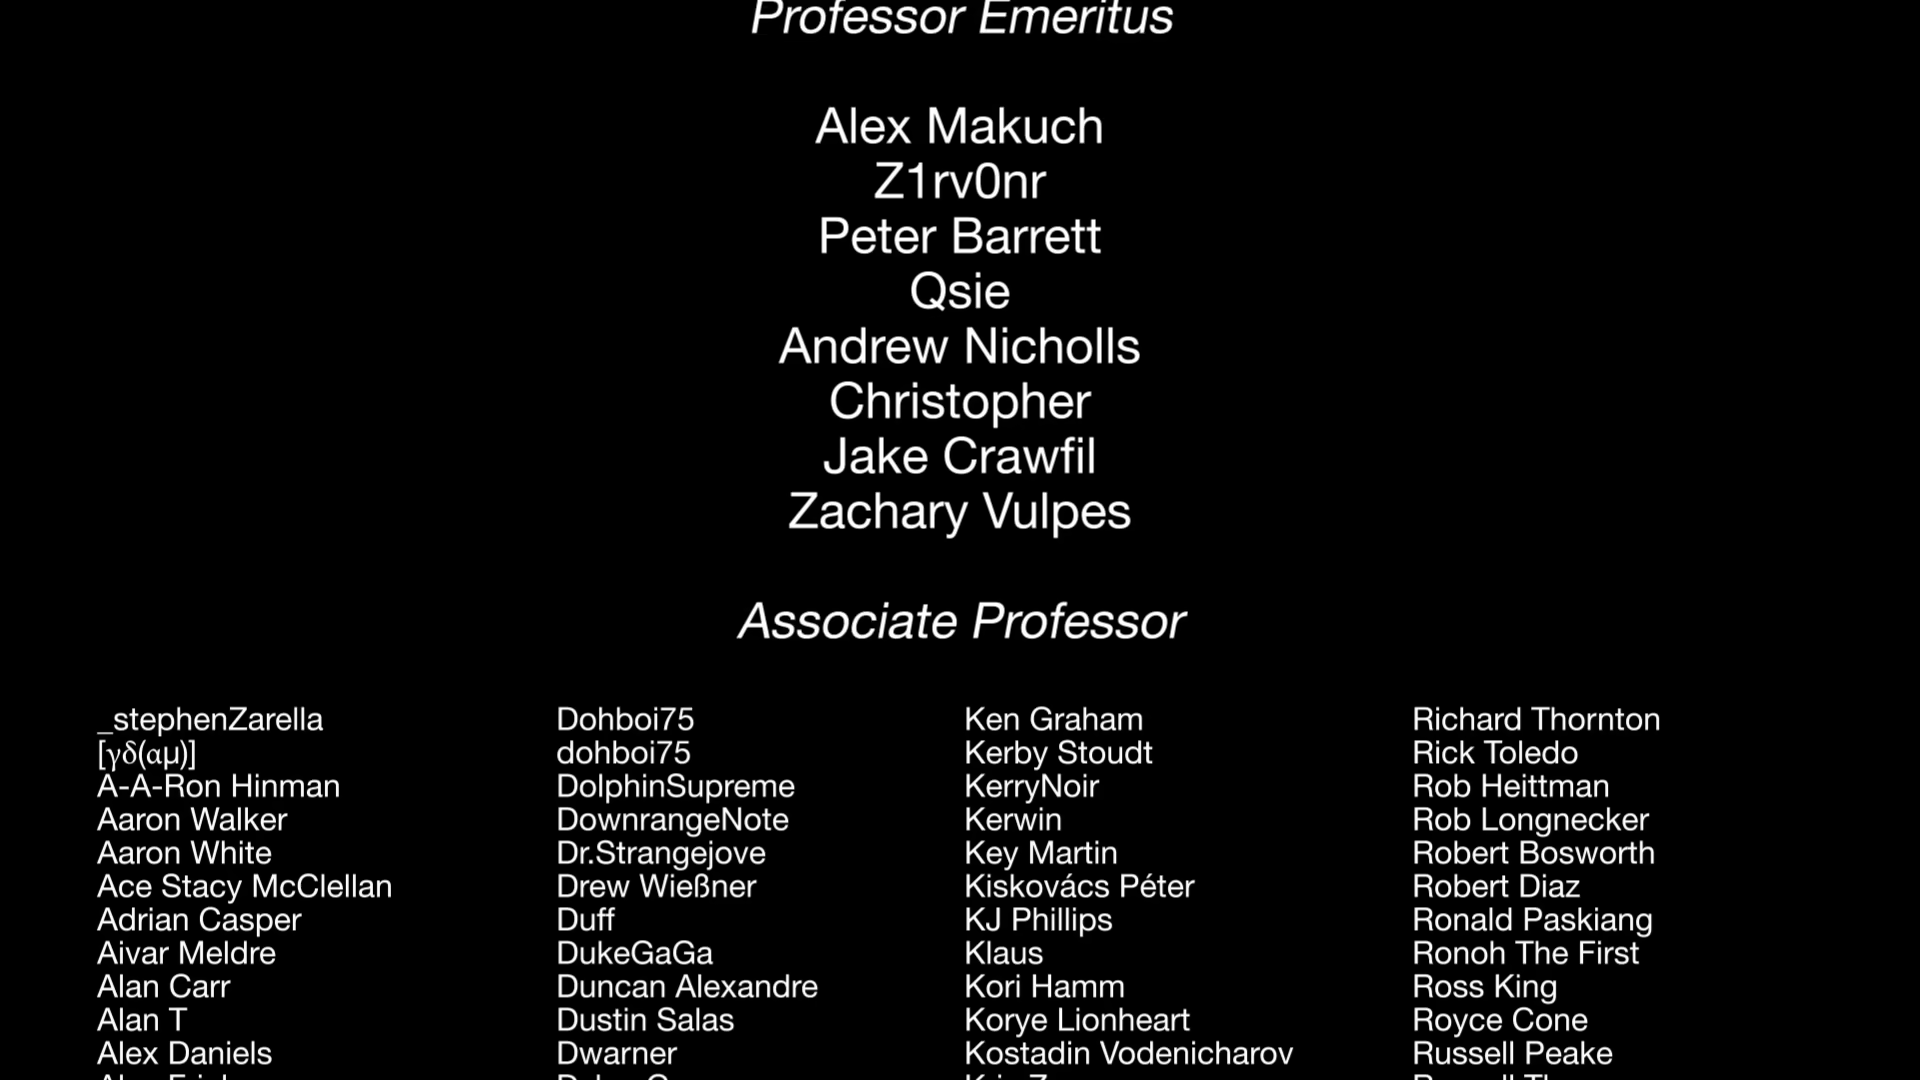 Professor Emeritus
Alex Makuch
Z1rv0nr
Peter Barrett
Qsie
Andrew Nicholls
Christopher
Jake Crawfil
Zachary Vulpes
Associate Professor
_stephenZarella
[γδ(αμ)]
A-A-Ron Hinman
Aaron Walker
Aaron White
Ace Stacy McClellan
Adrian Casper
Aivar Meldre
Alan Carr
Alan T
Alex Daniels
Dohboi75
dohboi75
DolphinSupreme
DownrangeNote
Dr.Strangejove
Drew Wießner
Duff
DukeGaGa
Duncan Alexandre
Dustin Salas
Dwarner
Ken Graham
Kerby Stoudt
KerryNoir
Kerwin
Key Martin
Kiskovács Péter
KJ Phillips
Klaus
Kori Hamm
Korye Lionheart
Kostadin Vodenicharov
Richard Thornton
Rick Toledo
Rob Heittman
Rob Longnecker
Robert Bosworth
Robert Diaz
Ronald Paskiang
Ronoh The First
Ross King
Royce Cone
Russell Peake